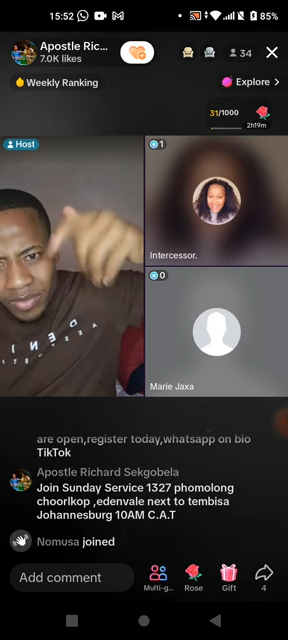 15:52
85%
Apostle Ric...
7.0K likes
34
Weekly Ranking
Explore >
31/1000
2h19m
Host
1
Intercessor.
0
Marie Jaxa
are open,register today,whatsapp on bio
TikTok
Apostle Richard Sekgobela
Join Sunday Service 1327 phomolong
choorlkop ,edenvale next to tembisa
Johannesburg 10AM C.A.T
Nomusa joined
Add comment
Multi-g...
Rose
Gift
4